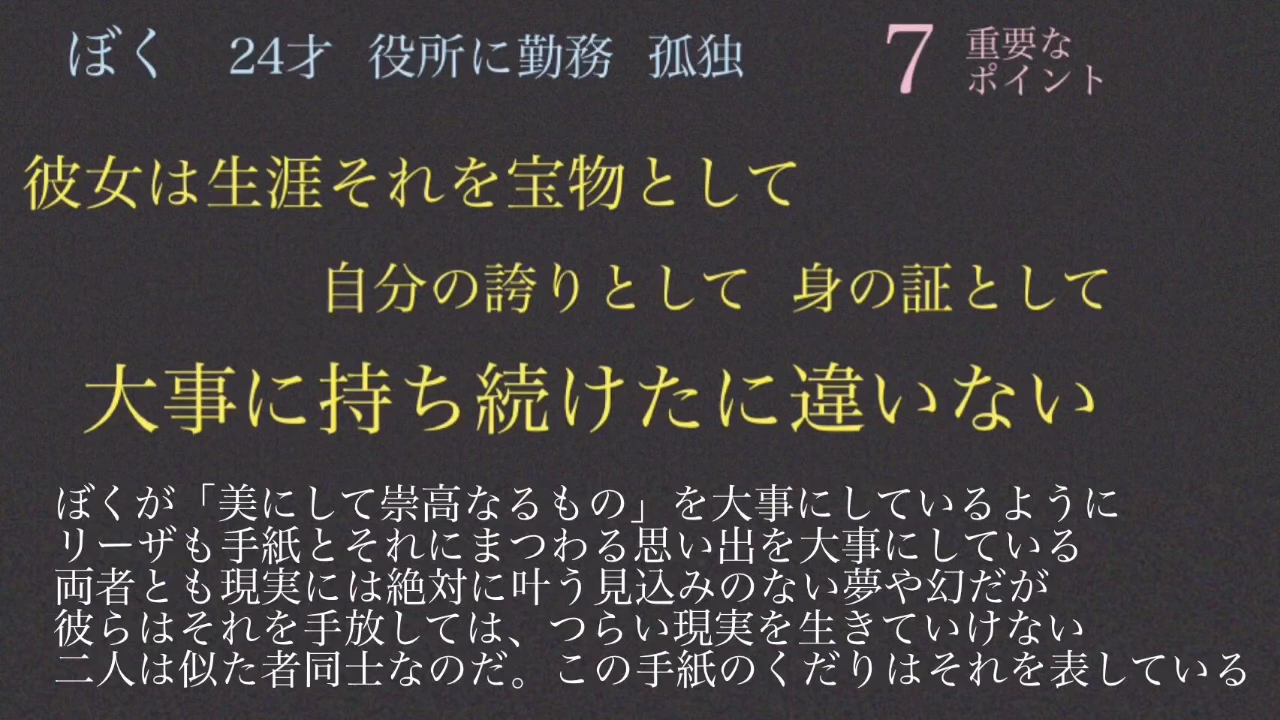 ぼく 24才 役所に勤務 孤独
7 重要な
ポイント
彼女は生涯それを宝物として
自分の誇りとして 身の証として
大事に持ち続けたに違いない
ぼくが「美にして崇高なるもの」を大事にしているように
リーザも手紙とそれにまつわる思い出を大事にしている
両者とも現実には絶対に叶う見込みのない夢や幻だが
彼らはそれを手放しては、つらい現実を生きていけない
二人は似た者同士なのだ。この手紙のくだりはそれを表している